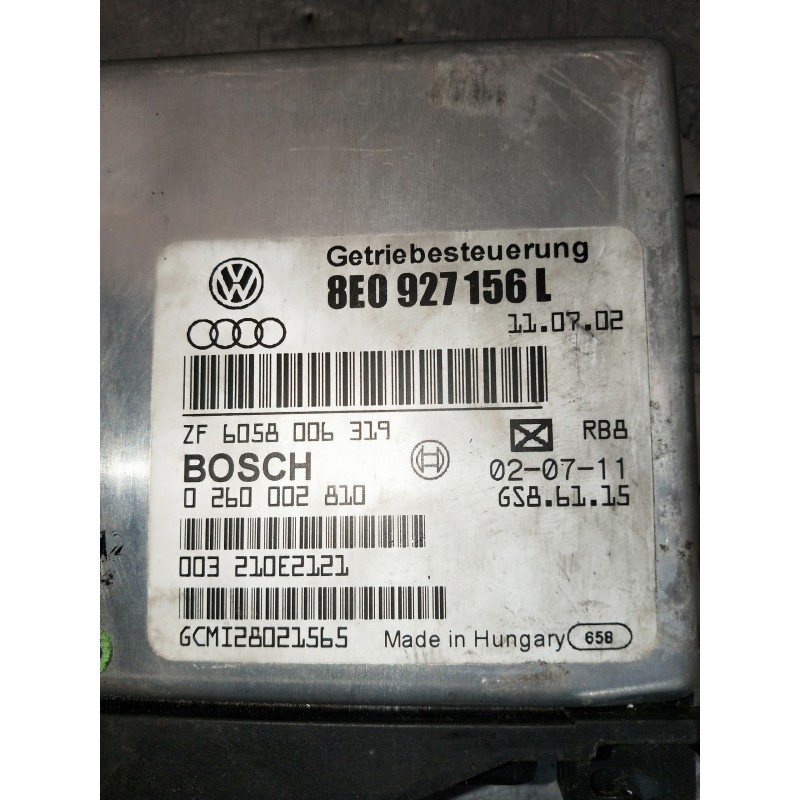 Getriebesteuerung
8E0 927 156 L
11.07.02
ZF 6058 006 319
RB8
BOSCH
02-07-11
0 260 002 810
GS8.61.15
003 210E2121
GCMI28021565
Made in Hungary 658